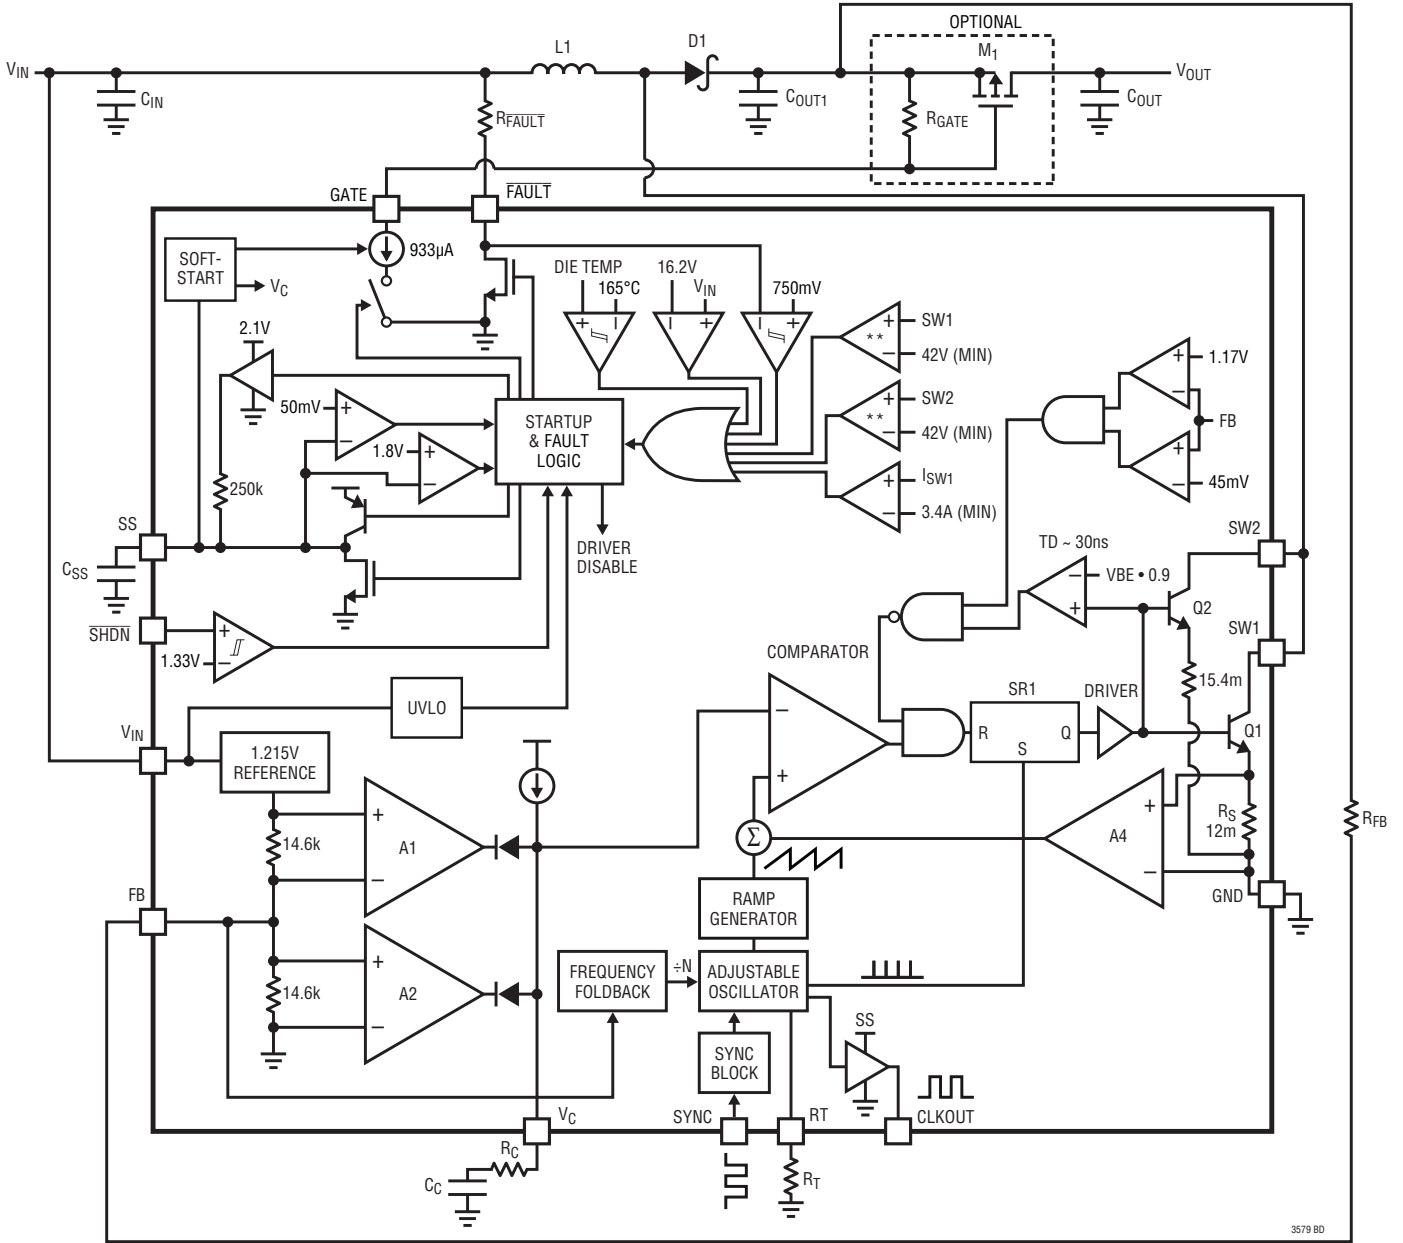 OPTIONAL
VIN
L1
D1
M1
VOUT
CIN
RFAULT
COUT1
RGATE
COUT
GATE
FAULT
SOFT-
START
VC
933µA
DIE TEMP
165°C
16.2V
VIN
750mV
2.1V
50mV
1.8V
250k
STARTUP
& FAULT
LOGIC
SW1
**
42V (MIN)
SW2
**
42V (MIN)
ISW1
3.4A (MIN)
1.17V
FB
45mV
SS
CSS
DRIVER
DISABLE
SW2
TD ~ 30ns
VBE • 0.9
Q2
SHDN
1.33V
SW1
COMPARATOR
15.4m
UVLO
SR1
DRIVER
R
Q
S
Q1
VIN
1.215V
REFERENCE
14.6k
A1
Σ
A4
RS
12m
RFB
FB
RAMP
GENERATOR
GND
14.6k
A2
FREQUENCY
FOLDBACK
÷N
ADJUSTABLE
OSCILLATOR
SYNC
BLOCK
SS
VC
SYNC
RT
CLKOUT
RC
CC
RT
3579 BD